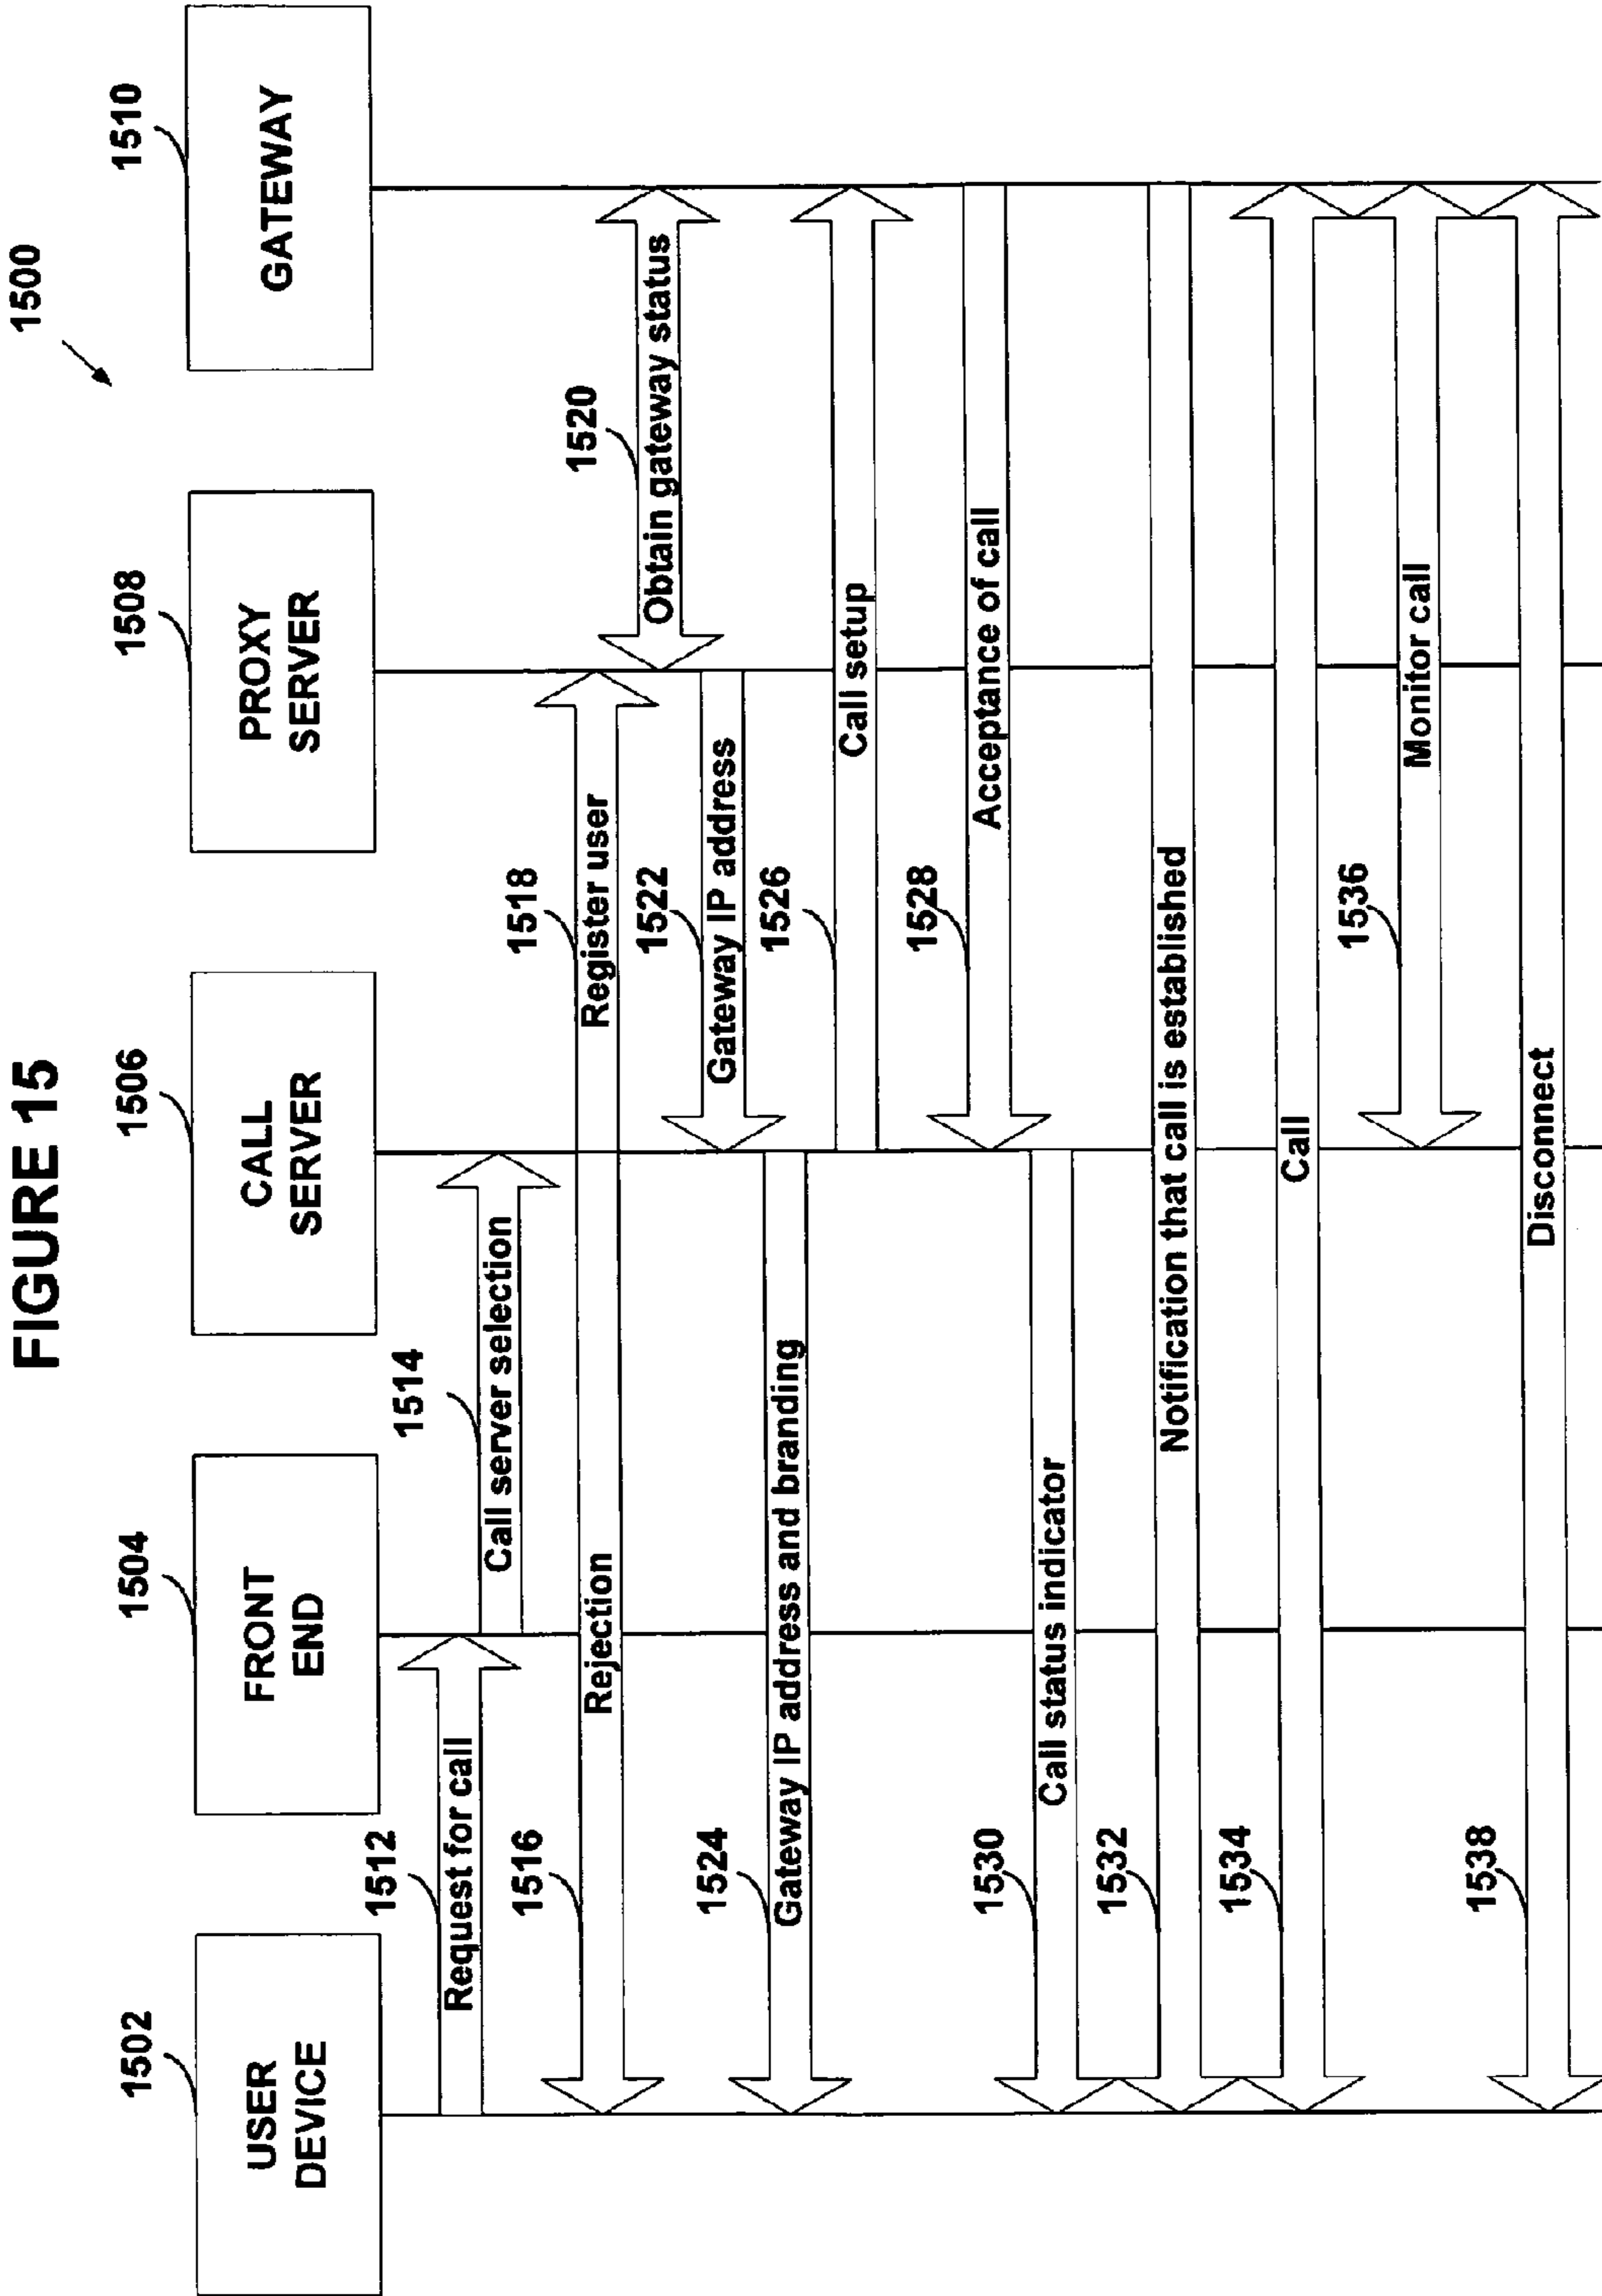 FIGURE 15
1500
1502
1504
1506
1508
1510
USER
DEVICE
FRONT
END
CALL
SERVER
PROXY
SERVER
GATEWAY
1512
Request for call
1514
Call server selection
1516
Rejection
1518
Register user
1520
Obtain gateway status
1522
Gateway IP address
1524
Gateway IP address and branding
1526
Call setup
1528
Acceptance of call
1530
Call status indicator
1532
Notification that call is established
1534
Call
1536
Monitor call
1538
Disconnect